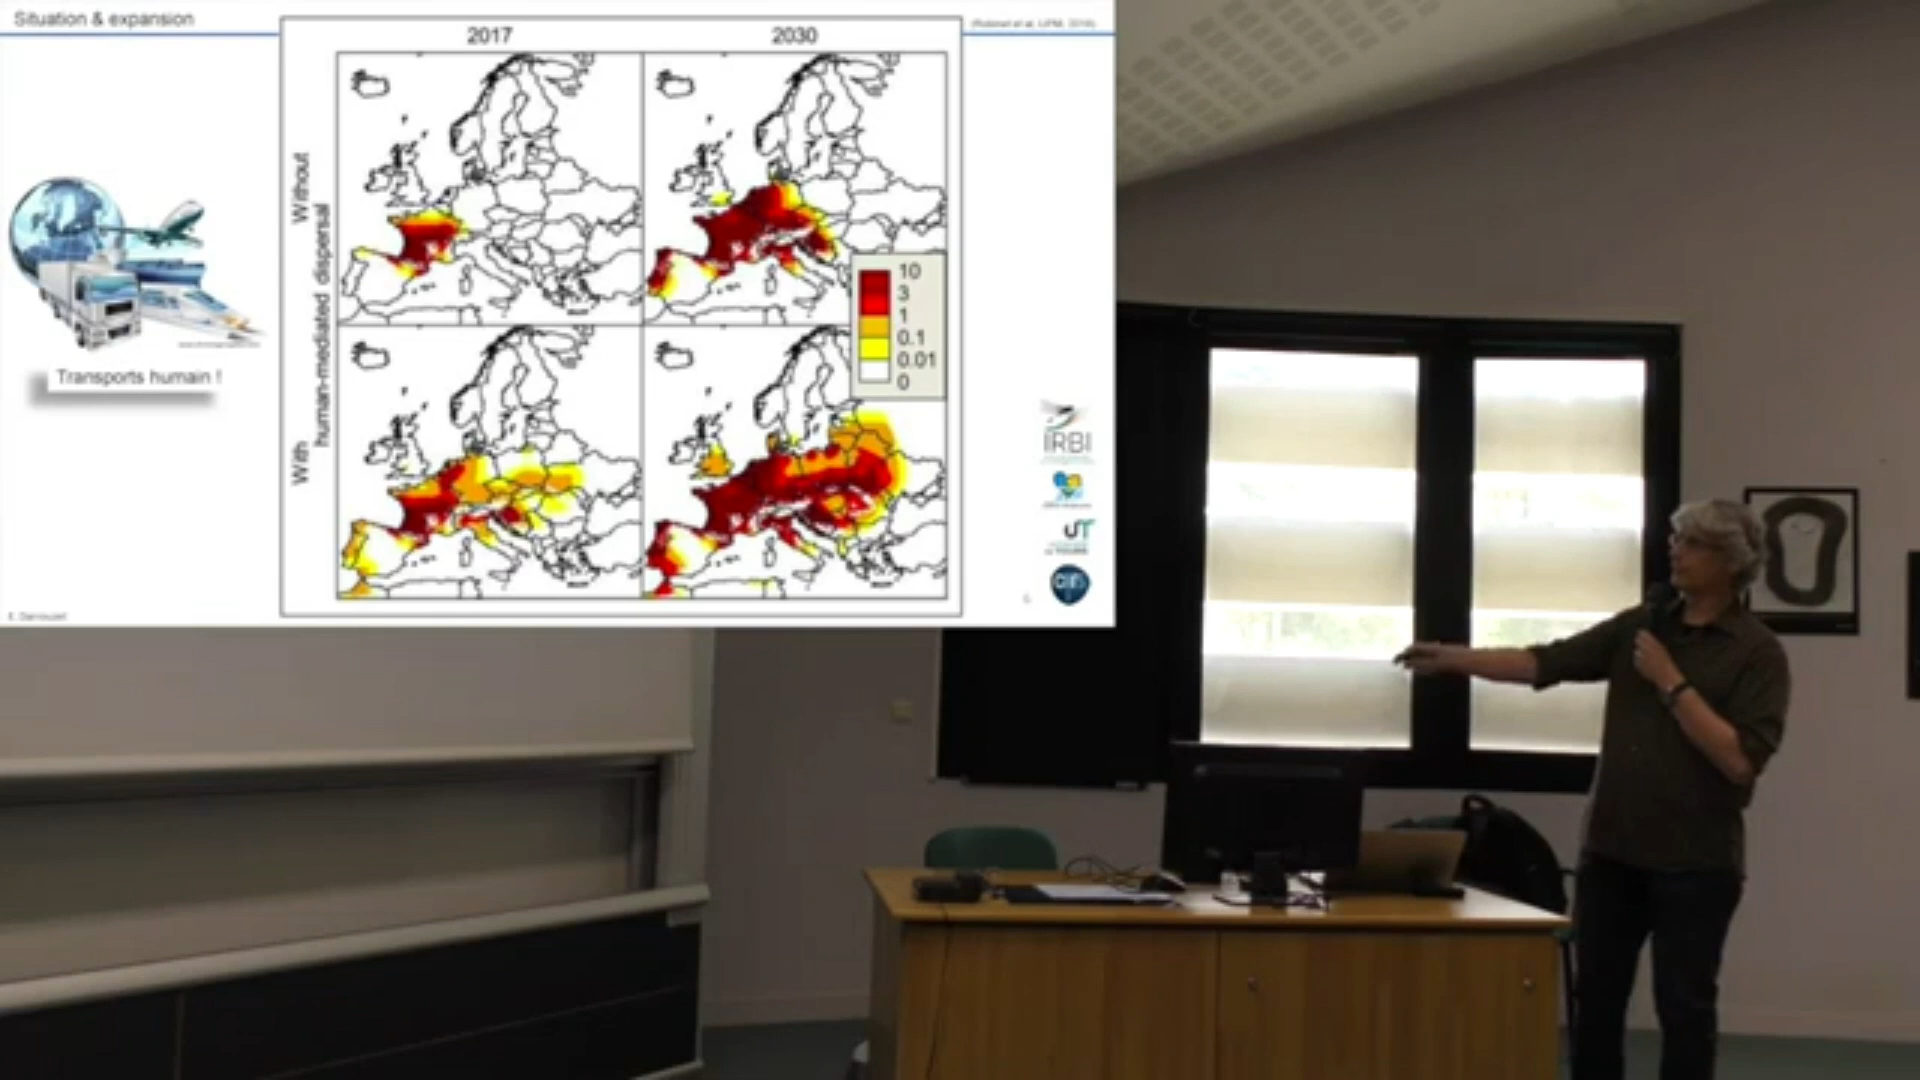 Situation & expansion
2017
2030
Without
With
human-mediated dispersal
10
3
1
0.1
0.01
0
Transports humain !
IRBI